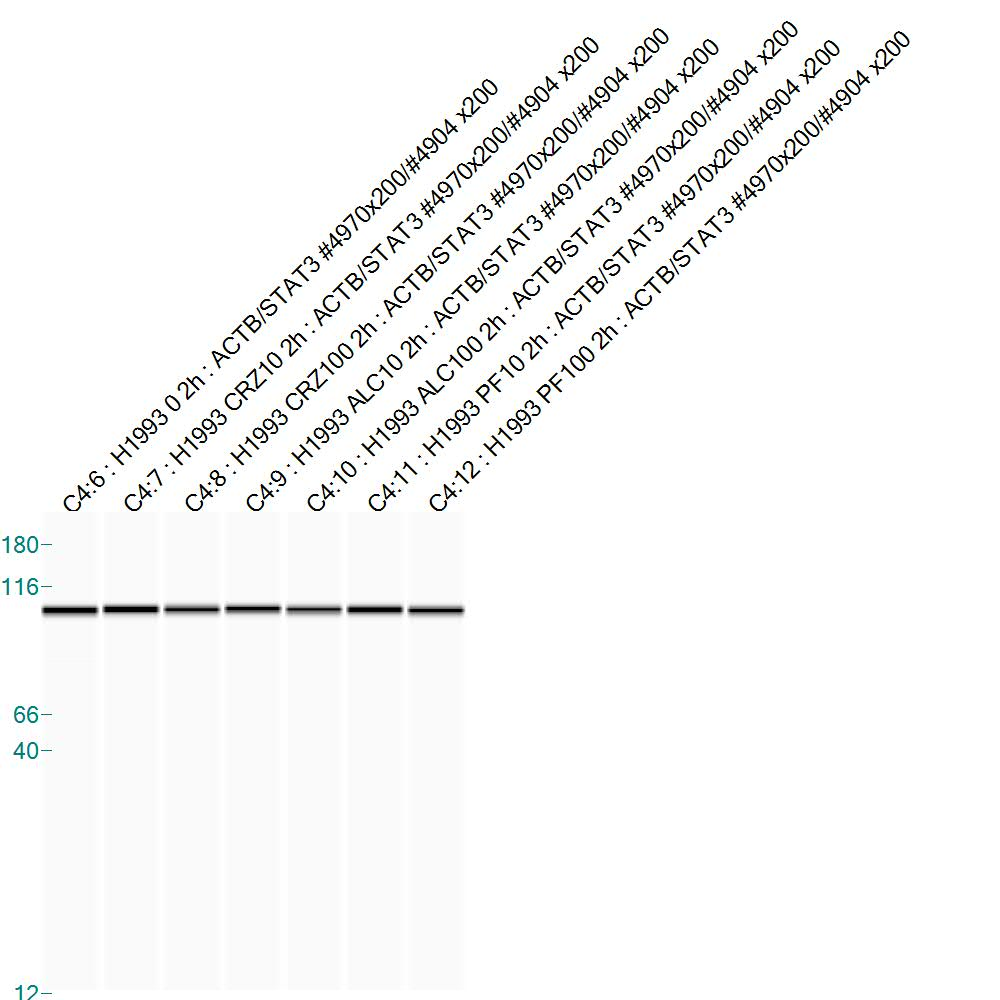 C4:6 : H1993 0 2h : ACTB/STAT3 #4970x200/#4904 x200
C4:7 : H1993 CRZ10 2h : ACTB/STAT3 #4970x200/#4904 x200
C4:8 : H1993 CRZ100 2h : ACTB/STAT3 #4970x200/#4904 x200
C4:9 : H1993 ALC10 2h : ACTB/STAT3 #4970x200/#4904 x200
C4:10 : H1993 ALC100 2h : ACTB/STAT3 #4970x200/#4904 x200
C4:11 : H1993 PF10 2h : ACTB/STAT3 #4970x200/#4904 x200
C4:12 : H1993 PF100 2h : ACTB/STAT3 #4970x200/#4904 x200
180
116
66
40
12